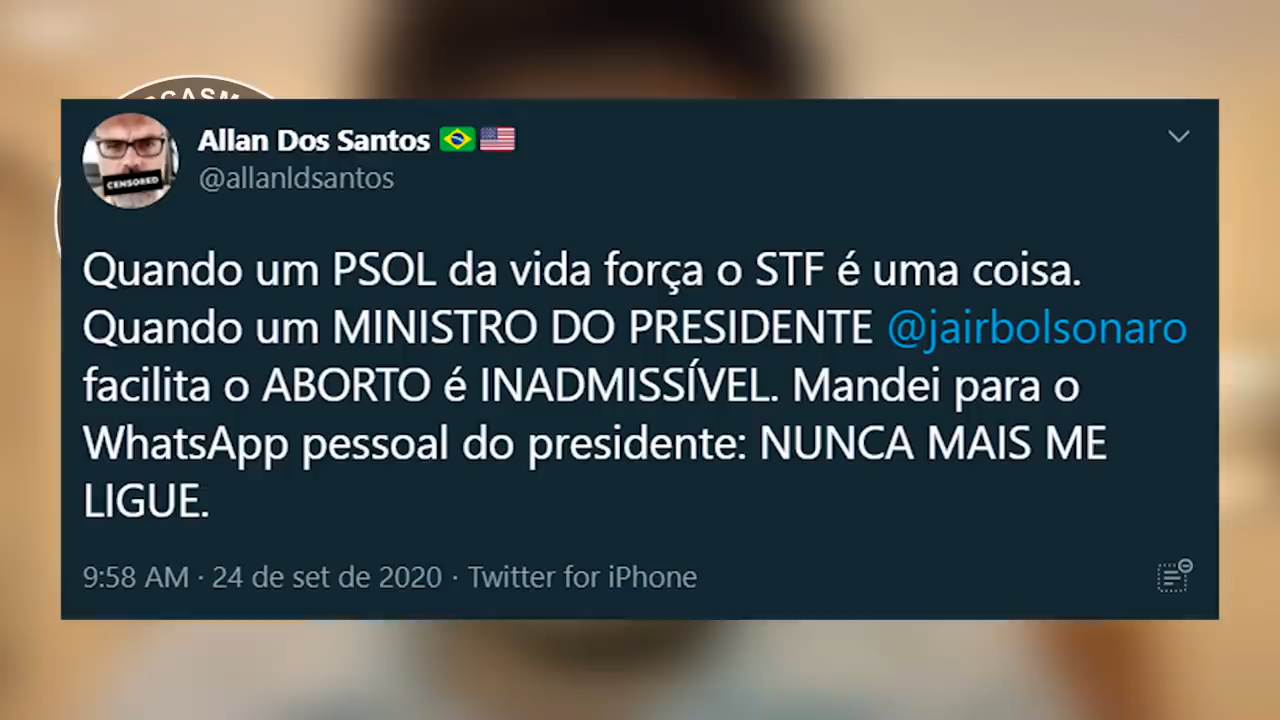 Allan Dos Santos
@allanldsantos
CENSORED
Quando um PSOL da vida força o STF é uma coisa.
Quando um MINISTRO DO PRESIDENTE @jairbolsonaro
facilita o ABORTO é INADMISSÍVEL. Mandei para o
WhatsApp pessoal do presidente: NUNCA MAIS ME
LIGUE.
9:58 AM · 24 de set de 2020 · Twitter for iPhone